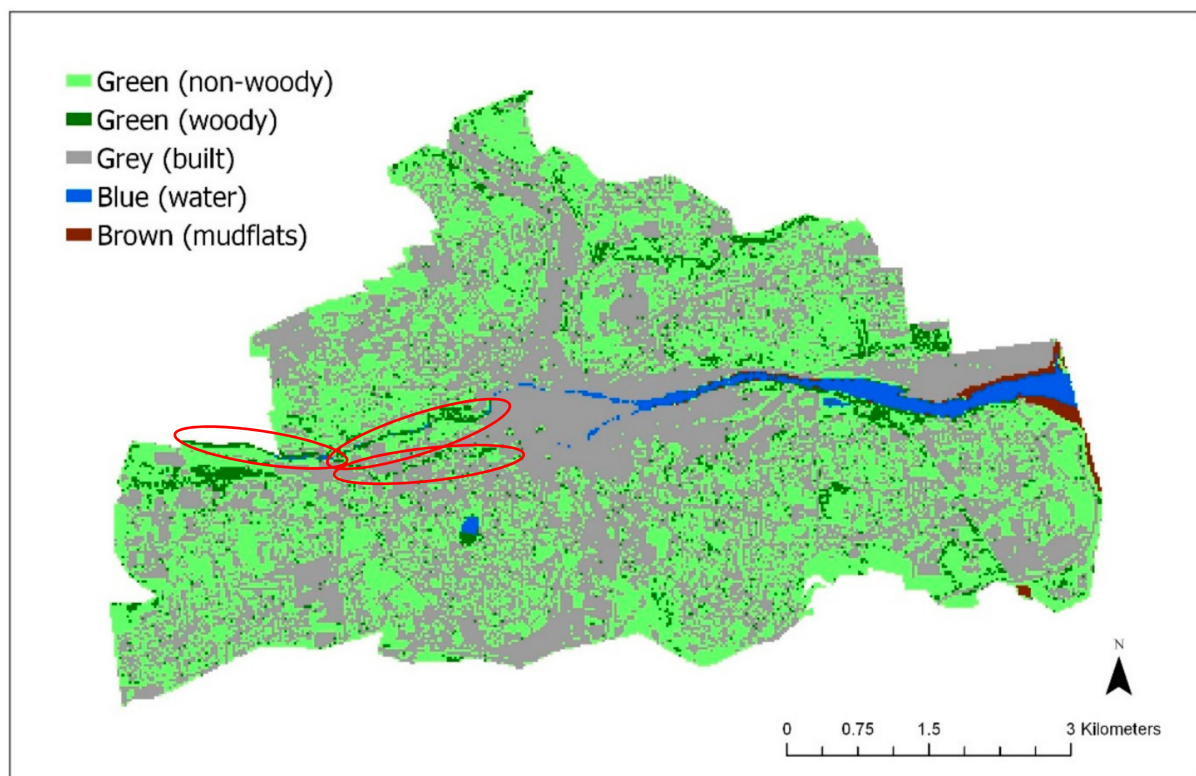 Green (non-woody)
Green (woody)
Grey (built)
Blue (water)
Brown (mudflats)
N
0 0.75 1.5 3 Kilometers